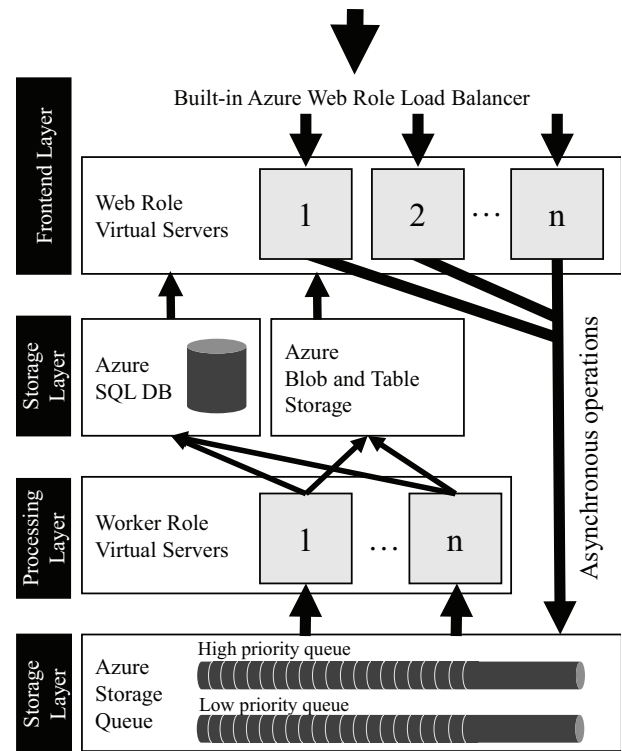 Built-in Azure Web Role Load Balancer
Frontend Layer
Web Role
Virtual Servers
1
2
...
n
Storage
Layer
Azure
SQL DB
Azure
Blob and Table
Storage
Asynchronous operations
Processing
Layer
Worker Role
Virtual Servers
1
...
n
Storage
Layer
Azure
Storage
Queue
High priority queue
Low priority queue